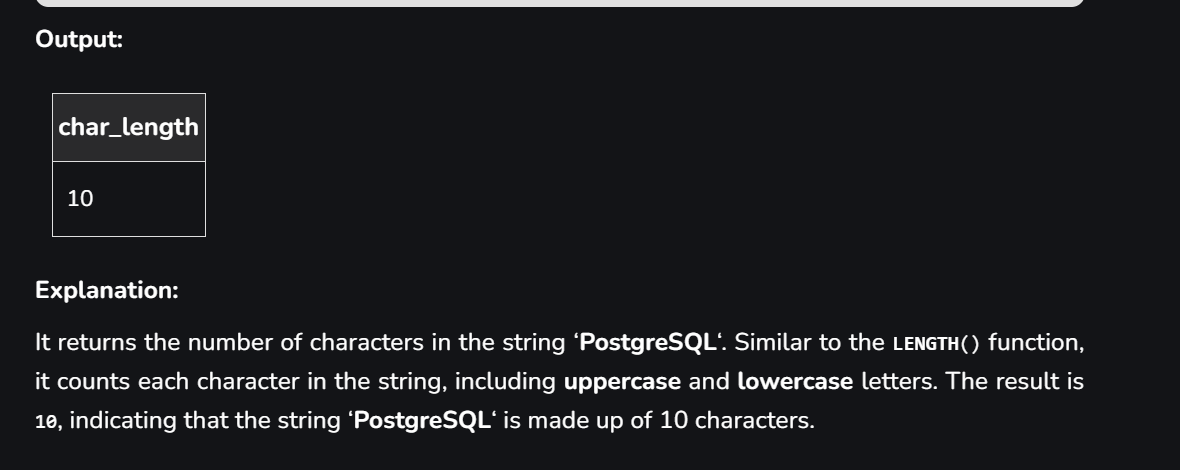 Output:
char_length
10
Explanation:
It returns the number of characters in the string ‘PostgreSQL‘. Similar to the LENGTH() function,
it counts each character in the string, including uppercase and lowercase letters. The result is
10, indicating that the string ‘PostgreSQL‘ is made up of 10 characters.